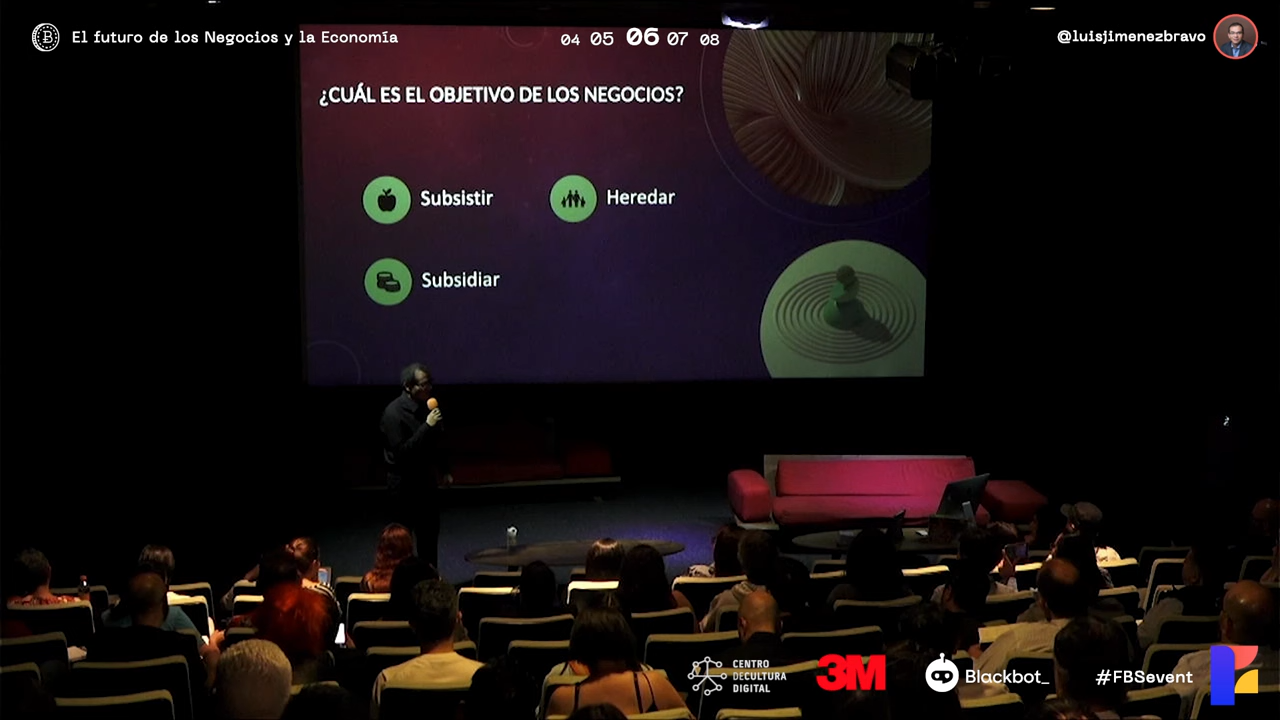 El futuro de los Negocios y la Economía
04 05 06 07 08
@luisjimenezbravo
¿CUÁL ES EL OBJETIVO DE LOS NEGOCIOS?
Subsistir
Heredar
Subsidiar
CENTRO
DECULTURA
DIGITAL
3M
Blackbot_
#FBSevent